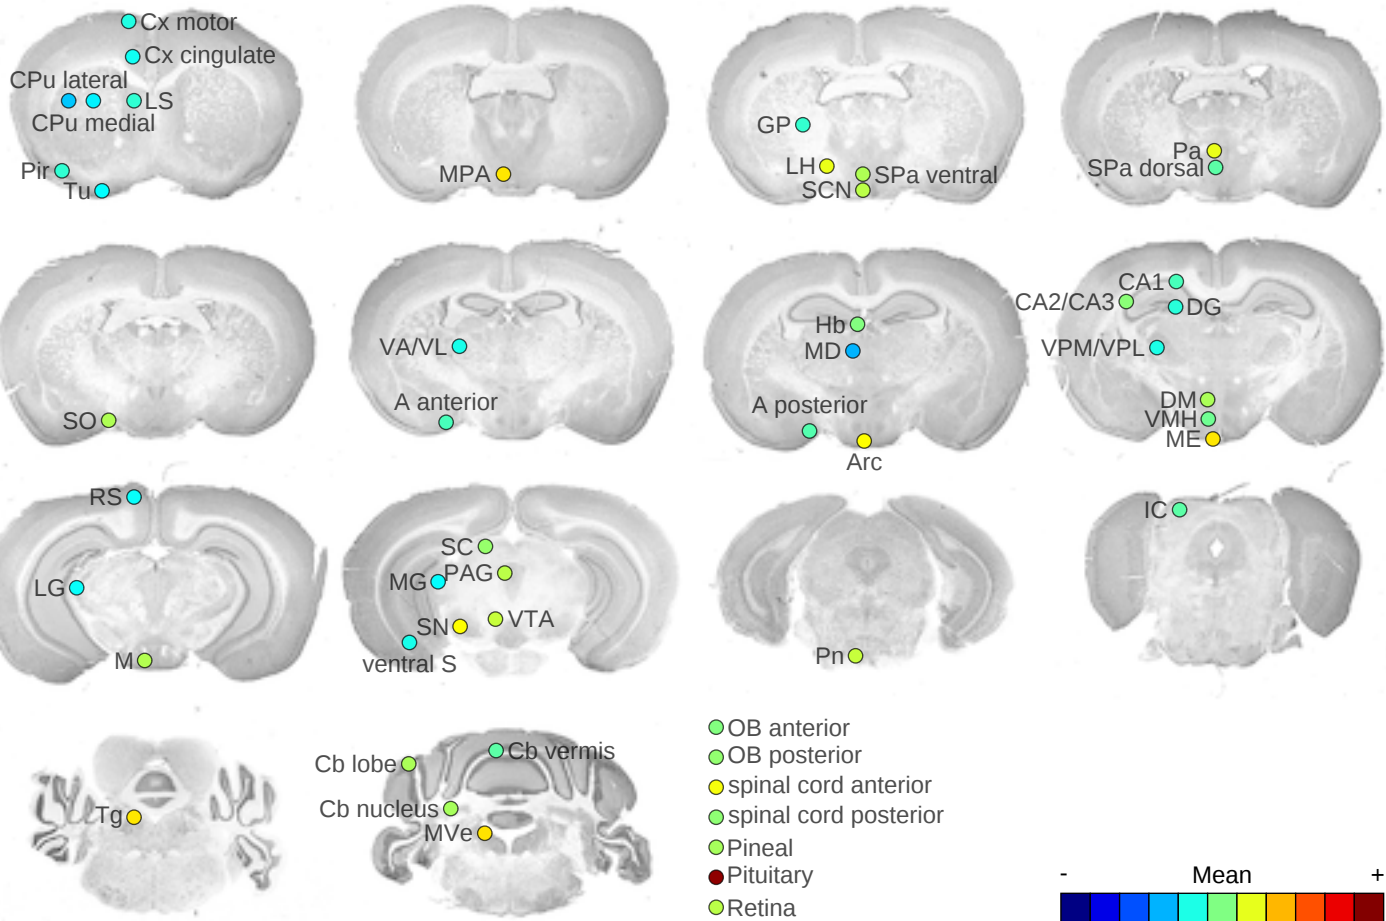 Cx motor
Cx cingulate
CPu lateral
LS
CPu medial
Pir
Tu
MPA
GP
LH
SPa ventral
SCN
Pa
SPa dorsal
SO
VA/VL
A anterior
Hb
MD
A posterior
Arc
CA1
CA2/CA3
DG
VPM/VPL
DM
VMH
ME
RS
LG
M
SC
MG
PAG
SN
VTA
ventral S
Pn
IC
Tg
Cb lobe
Cb vermis
Cb nucleus
MVe
OB anterior
OB posterior
spinal cord anterior
spinal cord posterior
Pineal
Pituitary
Retina
- Mean +